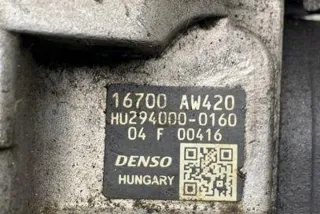 16700 AW420
HU294000-0160
04 F 00416
DENSO
HUNGARY